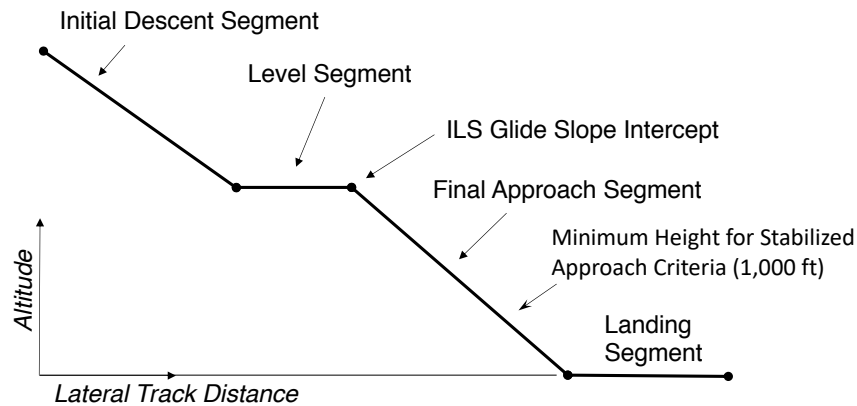 Initial Descent Segment
Level Segment
ILS Glide Slope Intercept
Final Approach Segment
Minimum Height for Stabilized
Approach Criteria (1,000 ft)
Landing
Segment
Altitude
Lateral Track Distance